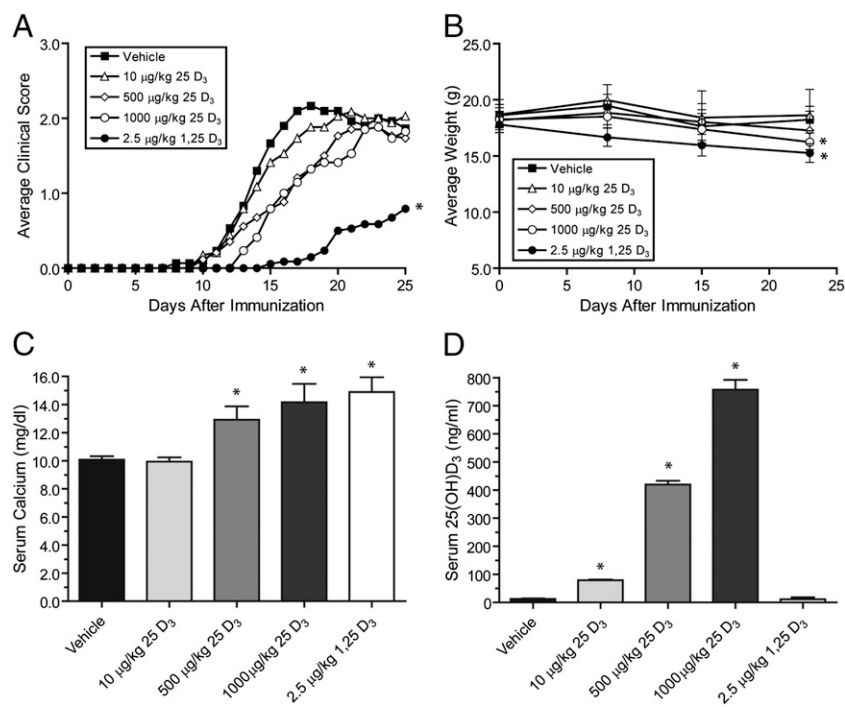 A
Average Clinical Score
3.0
2.0
1.0
0.0
0 5 10 15 20 25
Days After Immunization
Vehicle
10 μg/kg 25 D₃
500 μg/kg 25 D₃
1000 μg/kg 25 D₃
2.5 μg/kg 1,25 D₃
*
B
Average Weight (g)
25.0
20.0
15.0
10.0
5.0
0 5 10 15 20 25
Days After Immunization
Vehicle
10 μg/kg 25 D₃
500 μg/kg 25 D₃
1000 μg/kg 25 D₃
2.5 μg/kg 1,25 D₃
*
*
C
Serum Calcium (mg/dl)
16.0
14.0
12.0
10.0
8.0
6.0
4.0
2.0
0.0
* * *
Vehicle
10 μg/kg 25 D₃
500 μg/kg 25 D₃
1000μg/kg 25 D₃
2.5 μg/kg 1,25 D₃
D
Serum 25(OH)D₃ (ng/ml)
800
700
600
500
400
300
200
100
0
* * *
Vehicle
10 μg/kg 25 D₃
500 μg/kg 25 D₃
1000μg/kg 25 D₃
2.5 μg/kg 1,25 D₃